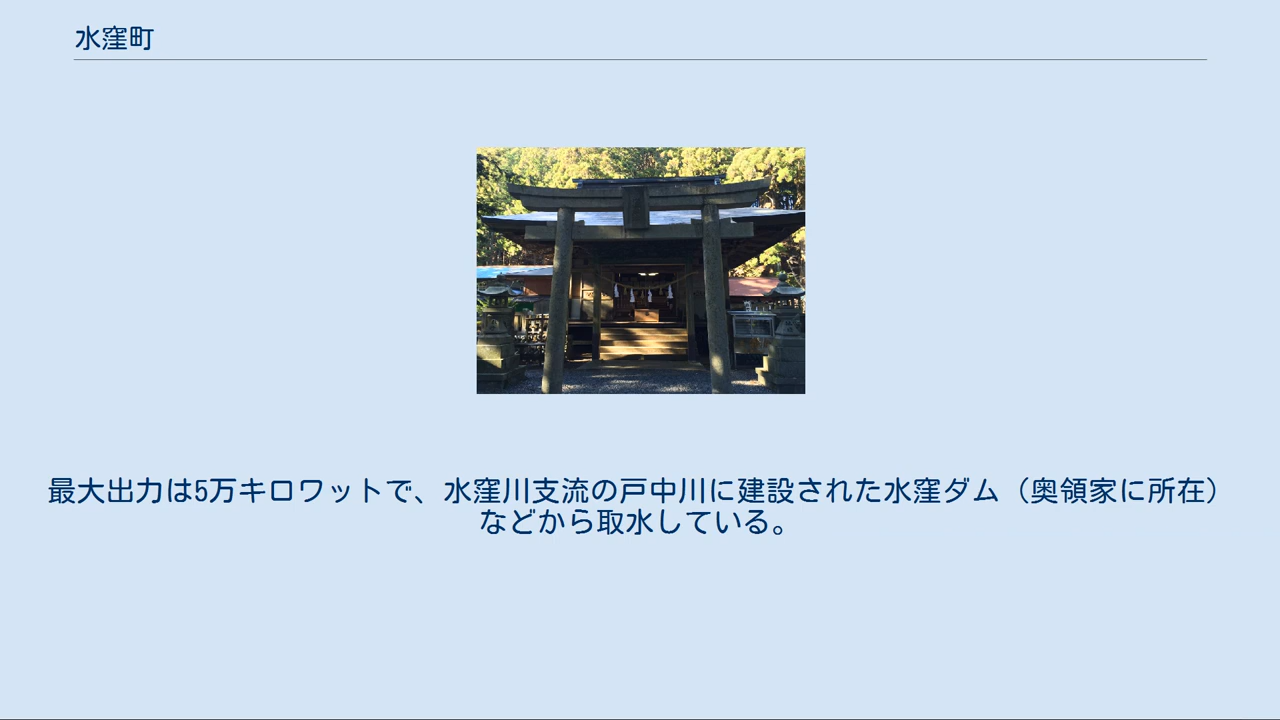 水窪町
最大出力は5万キロワットで、水窪川支流の戸中川に建設された水窪ダム（奥領家に所在）
などから取水している。